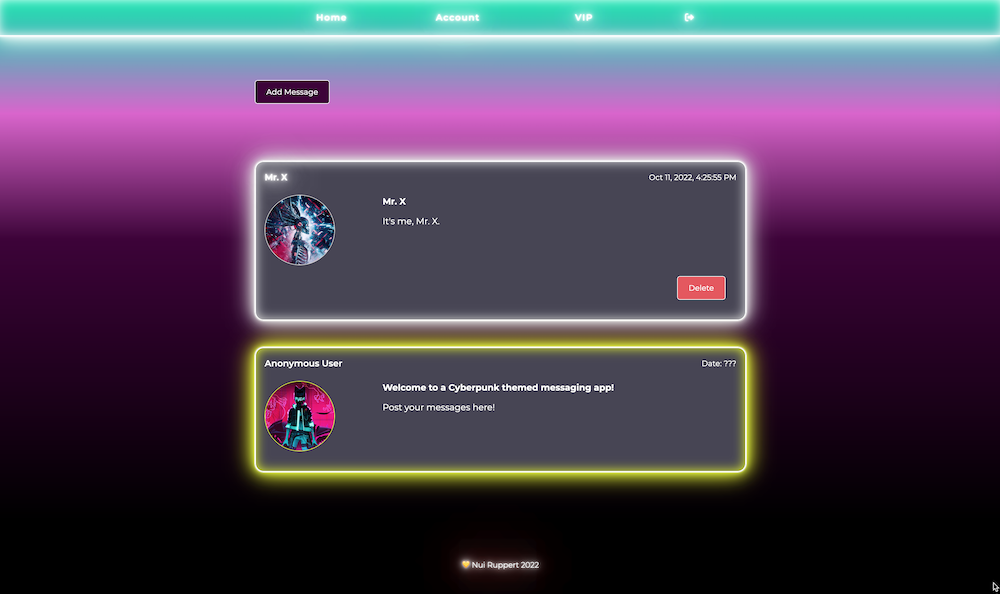 Home Account VIP
Add Message
Mr. X Oct 11, 2022, 4:25:55 PM
Mr. X
It's me, Mr. X.
Delete
Anonymous User Date: ???
Welcome to a Cyberpunk themed messaging app!
Post your messages here!
💛 Nui Ruppert 2022